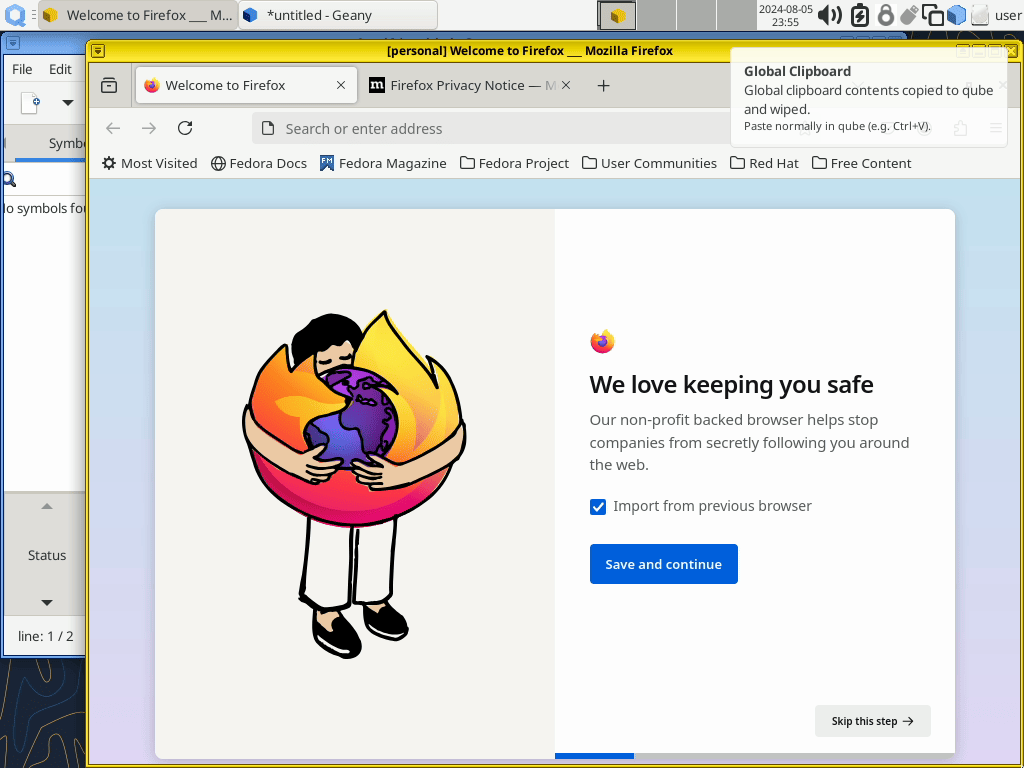 Welcome to Firefox ___ M...
*untitled - Geany
2024-08-05
23:55
user
[personal] Welcome to Firefox ___ Mozilla Firefox
File Edit
Welcome to Firefox
Firefox Privacy Notice — M
Global Clipboard
Global clipboard contents copied to qube
and wiped.
Paste normally in qube (e.g. Ctrl+V).
Search or enter address
Most Visited
Fedora Docs
FM
Fedora Magazine
Fedora Project
User Communities
Red Hat
Free Content
Symbo
lo symbols fou
We love keeping you safe
Our non-profit backed browser helps stop
companies from secretly following you around
the web.
Import from previous browser
Save and continue
Status
line: 1 / 2
Skip this step